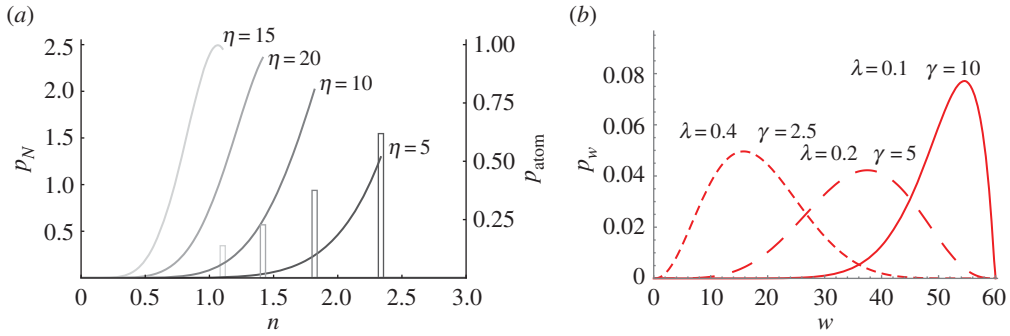 (a)
(b)
2.5
2.0
1.5
1.0
0.5
p_N
η = 15
η = 20
η = 10
η = 5
1.00
0.75
0.50
0.25
p_atom
0 0.5 1.0 1.5 2.0 2.5 3.0
n
0.08
0.06
0.04
0.02
0
p_w
λ = 0.1 γ = 10
λ = 0.4 γ = 2.5
λ = 0.2 γ = 5
0 10 20 30 40 50 60
w